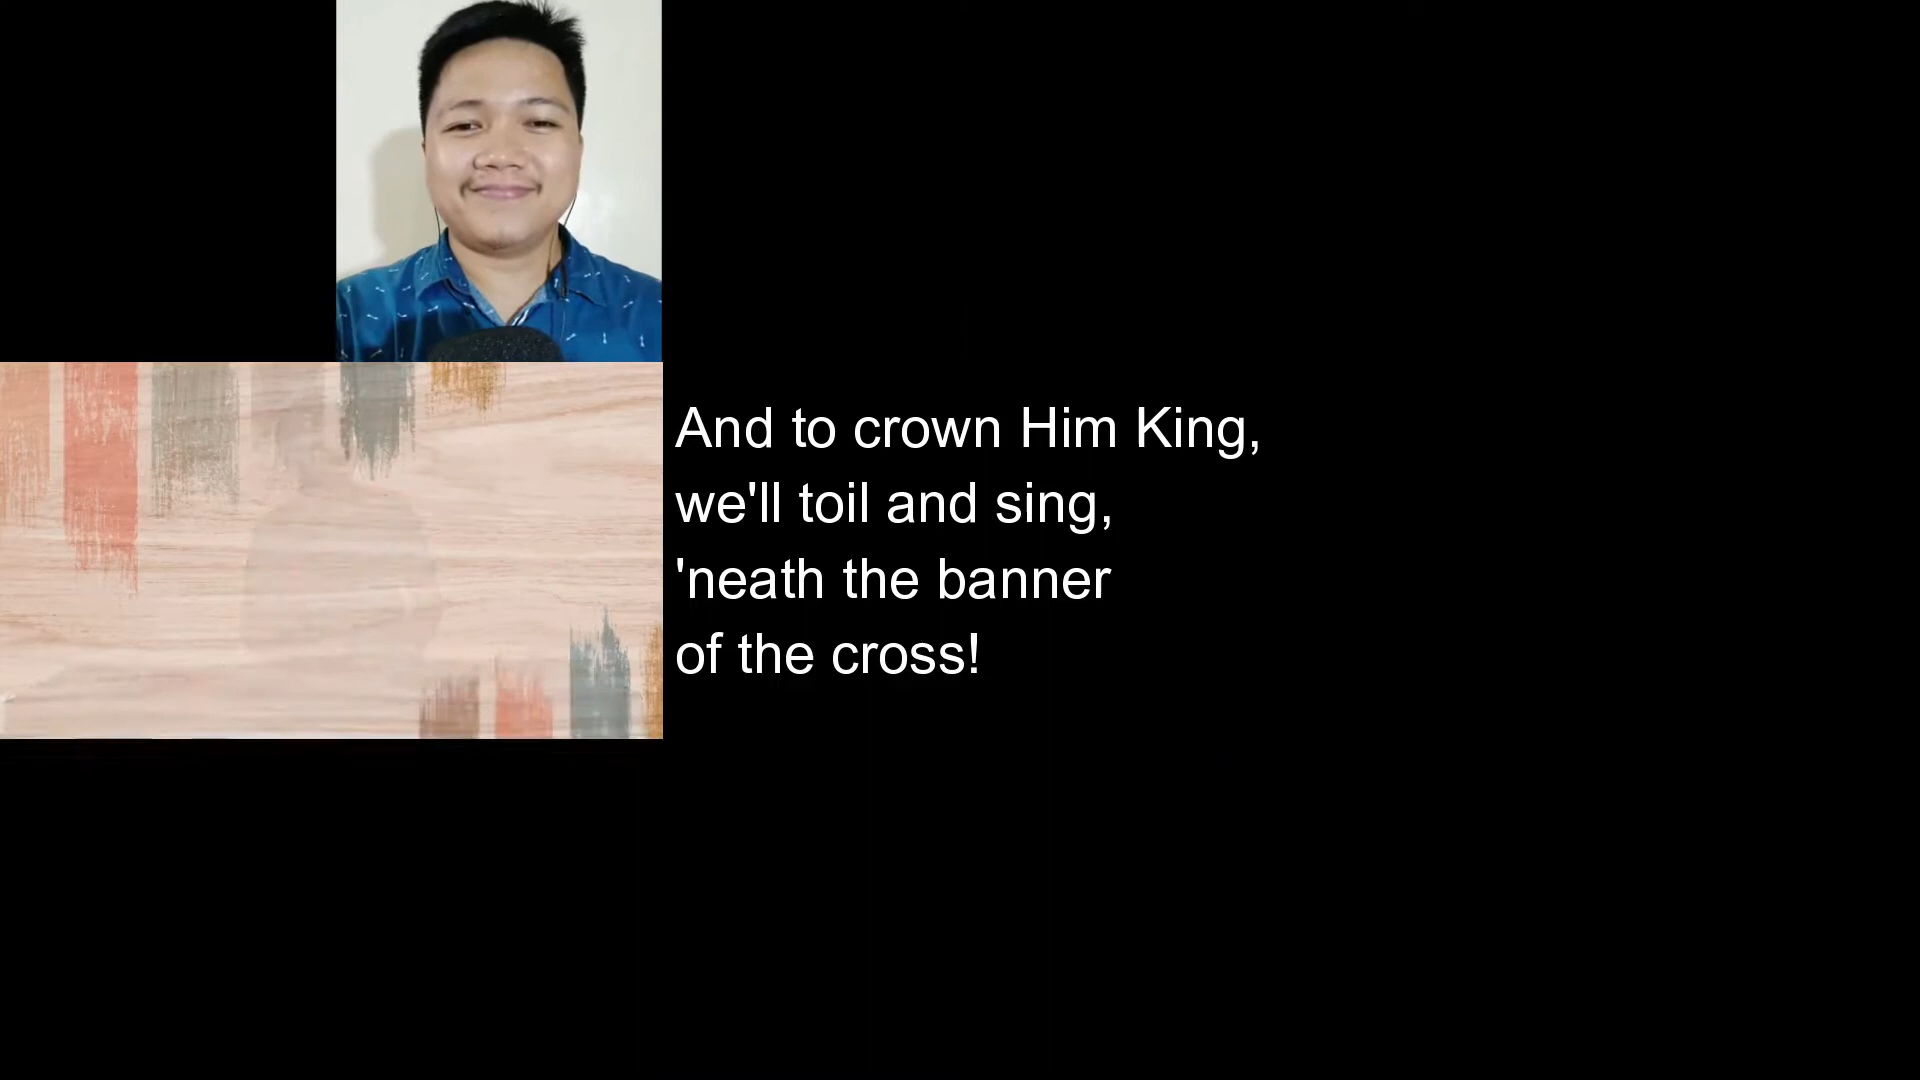 And to crown Him King,
we'll toil and sing,
'neath the banner
of the cross!